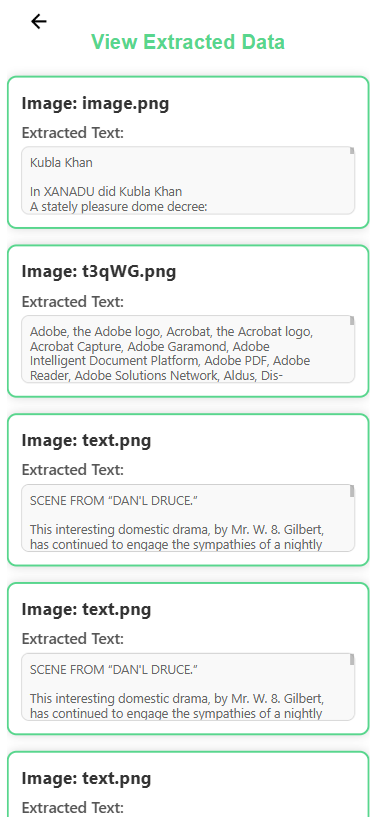 View Extracted Data
Image: image.png
Extracted Text:
Kubla Khan
In XANADU did Kubla Khan
A stately pleasure dome decree:
Image: t3qWG.png
Extracted Text:
Adobe, the Adobe logo, Acrobat, the Acrobat logo,
Acrobat Capture, Adobe Garamond, Adobe
Intelligent Document Platform, Adobe PDF, Adobe
Reader, Adobe Solutions Network, Aldus, Dis-
Image: text.png
Extracted Text:
SCENE FROM “DAN'L DRUCE.”
This interesting domestic drama, by Mr. W. 8. Gilbert,
has continued to engage the sympathies of a nightly
Image: text.png
Extracted Text:
SCENE FROM “DAN'L DRUCE.”
This interesting domestic drama, by Mr. W. 8. Gilbert,
has continued to engage the sympathies of a nightly
Image: text.png
Extracted Text: